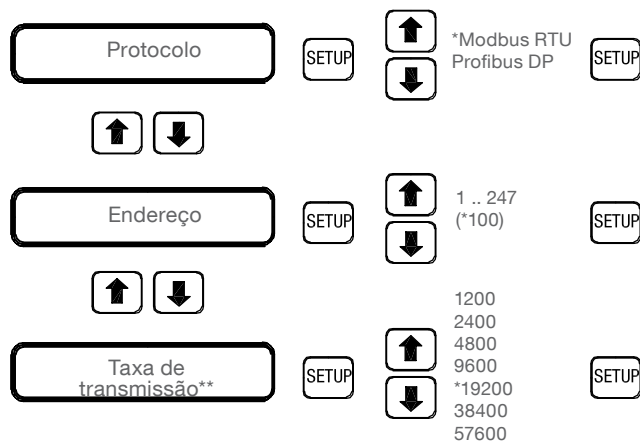 Protocolo
SETUP
*Modbus RTU
Profibus DP
SETUP
Endereço
SETUP
1 .. 247
(*100)
SETUP
Taxa de
transmissão**
SETUP
1200
2400
4800
9600
*19200
38400
57600
SETUP